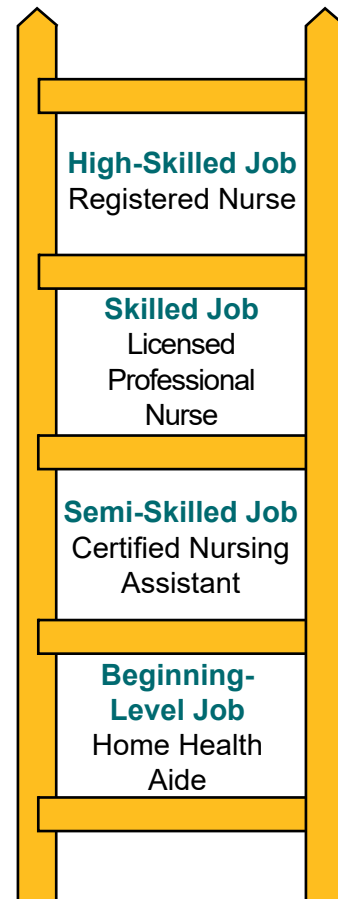 High-Skilled Job
Registered Nurse
Skilled Job
Licensed
Professional
Nurse
Semi-Skilled Job
Certified Nursing
Assistant
Beginning-
Level Job
Home Health
Aide